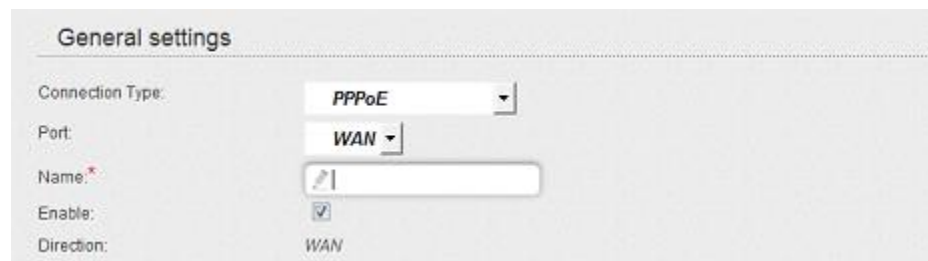 General settings
Connection Type: PPPoE
Port: WAN
Name:*
Enable:
Direction: WAN